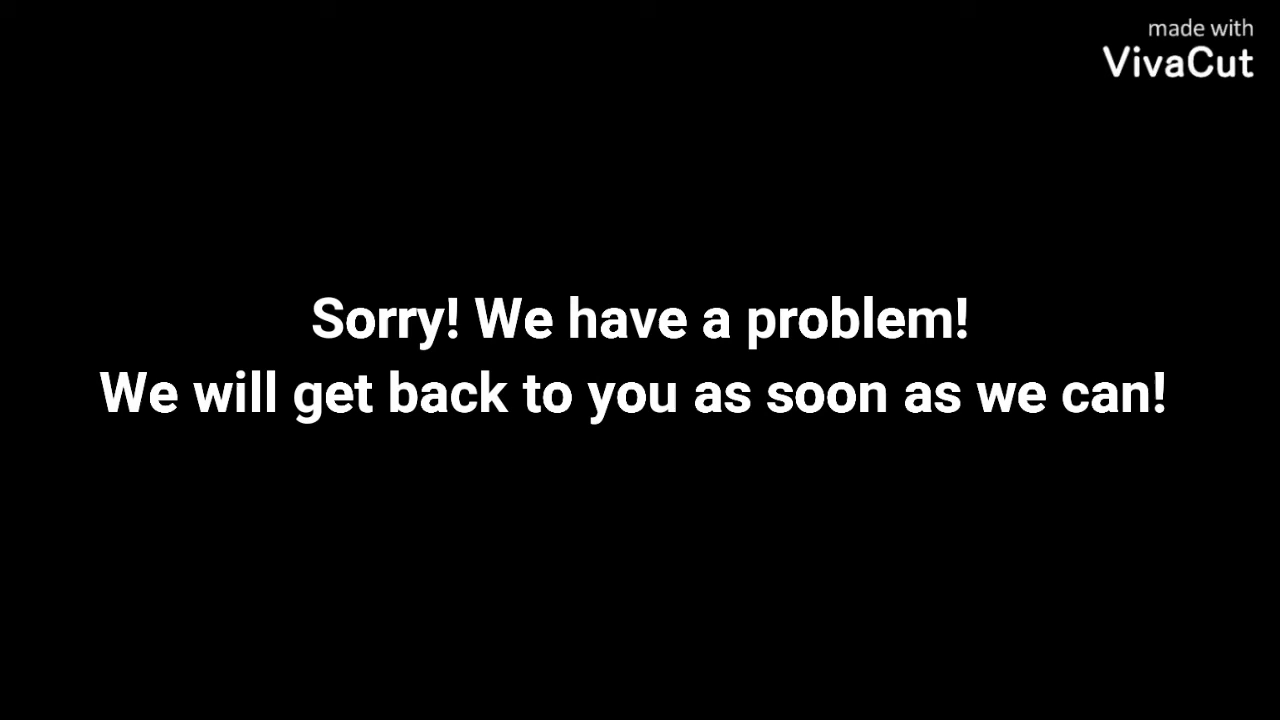 made with
VivaCut
Sorry! We have a problem!
We will get back to you as soon as we can!